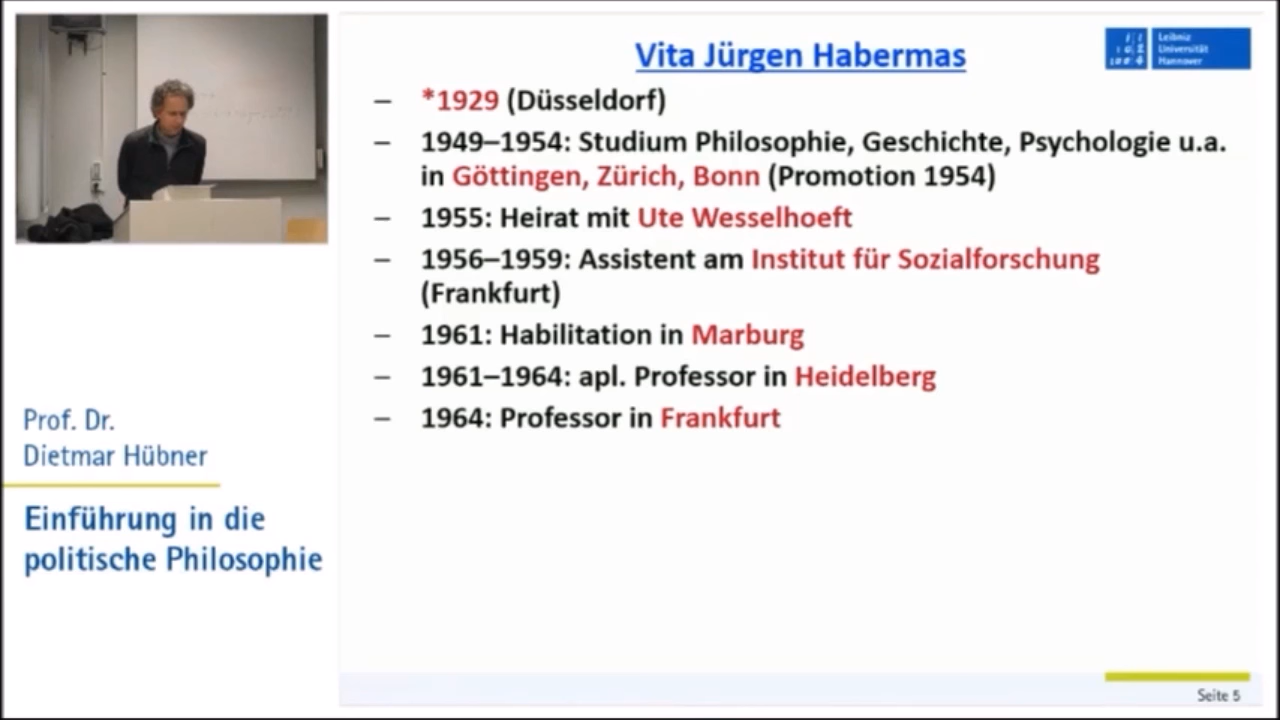 Vita Jürgen Habermas
Leibniz
Universität
Hannover
– *1929 (Düsseldorf)
– 1949–1954: Studium Philosophie, Geschichte, Psychologie u.a.
in Göttingen, Zürich, Bonn (Promotion 1954)
– 1955: Heirat mit Ute Wesselhoeft
– 1956–1959: Assistent am Institut für Sozialforschung
(Frankfurt)
– 1961: Habilitation in Marburg
– 1961–1964: apl. Professor in Heidelberg
– 1964: Professor in Frankfurt
Prof. Dr.
Dietmar Hübner
Einführung in die
politische Philosophie
Seite 5